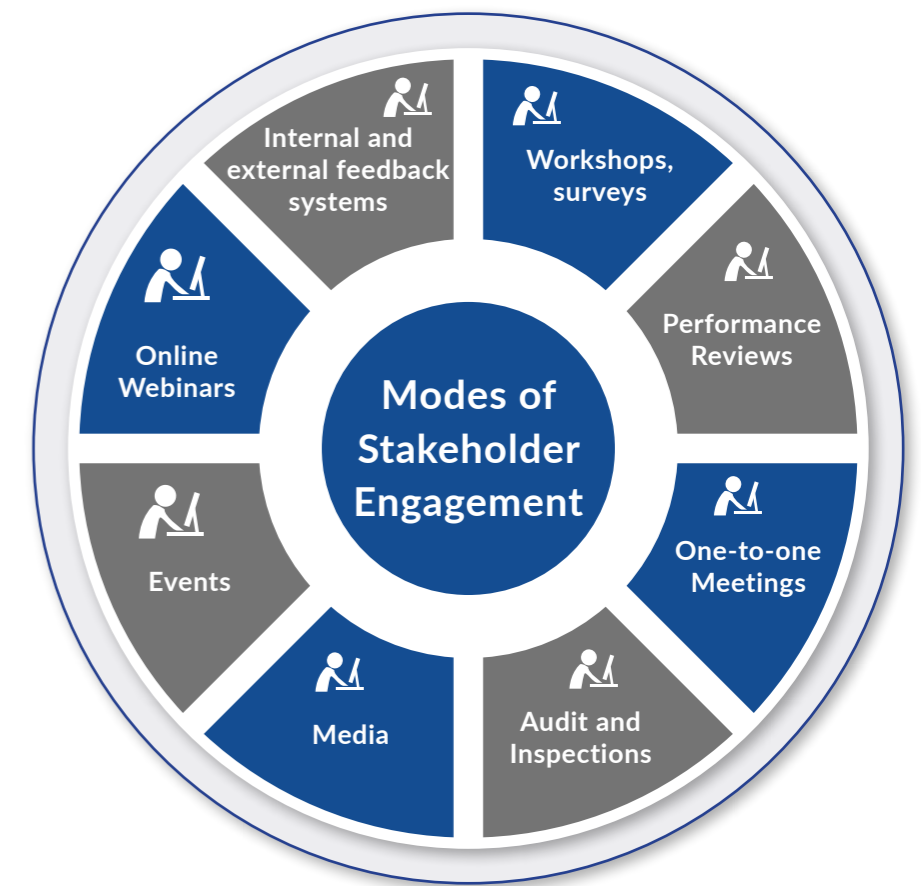 Modes of
Stakeholder
Engagement
Workshops,
surveys
Performance
Reviews
One-to-one
Meetings
Audit and
Inspections
Media
Events
Online
Webinars
Internal and
external feedback
systems